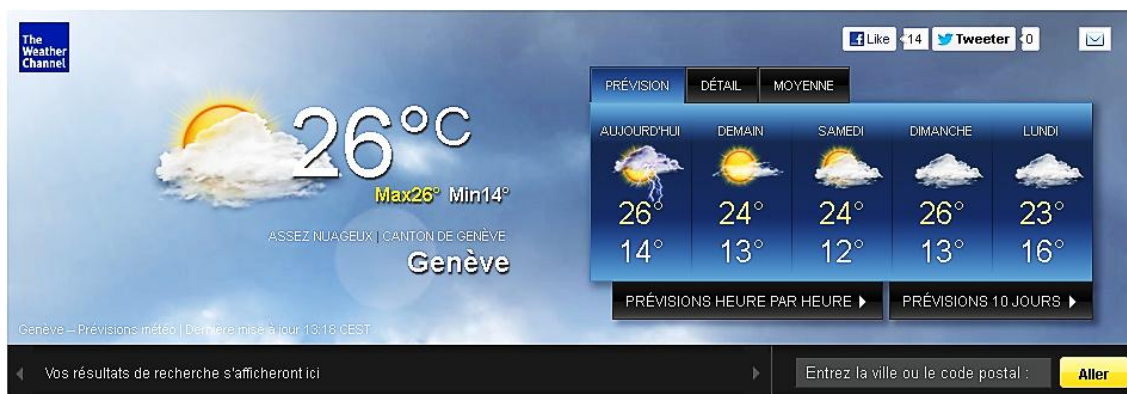 The
Weather
Channel
Like 14 Tweeter 0
PRÉVISION DÉTAIL MOYENNE
26°C
Max26° Min14°
ASSEZ NUAGEUX | CANTON DE GENÈVE
Genève
AUJOURD'HUI DEMAIN SAMEDI DIMANCHE LUNDI
26° 24° 24° 26° 23°
14° 13° 12° 13° 16°
PRÉVISIONS HEURE PAR HEURE PRÉVISIONS 10 JOURS
Genève – Prévisions météo | Dernière mise à jour 13:18 CEST
Vos résultats de recherche s'afficheront ici
Entrez la ville ou le code postal : Aller